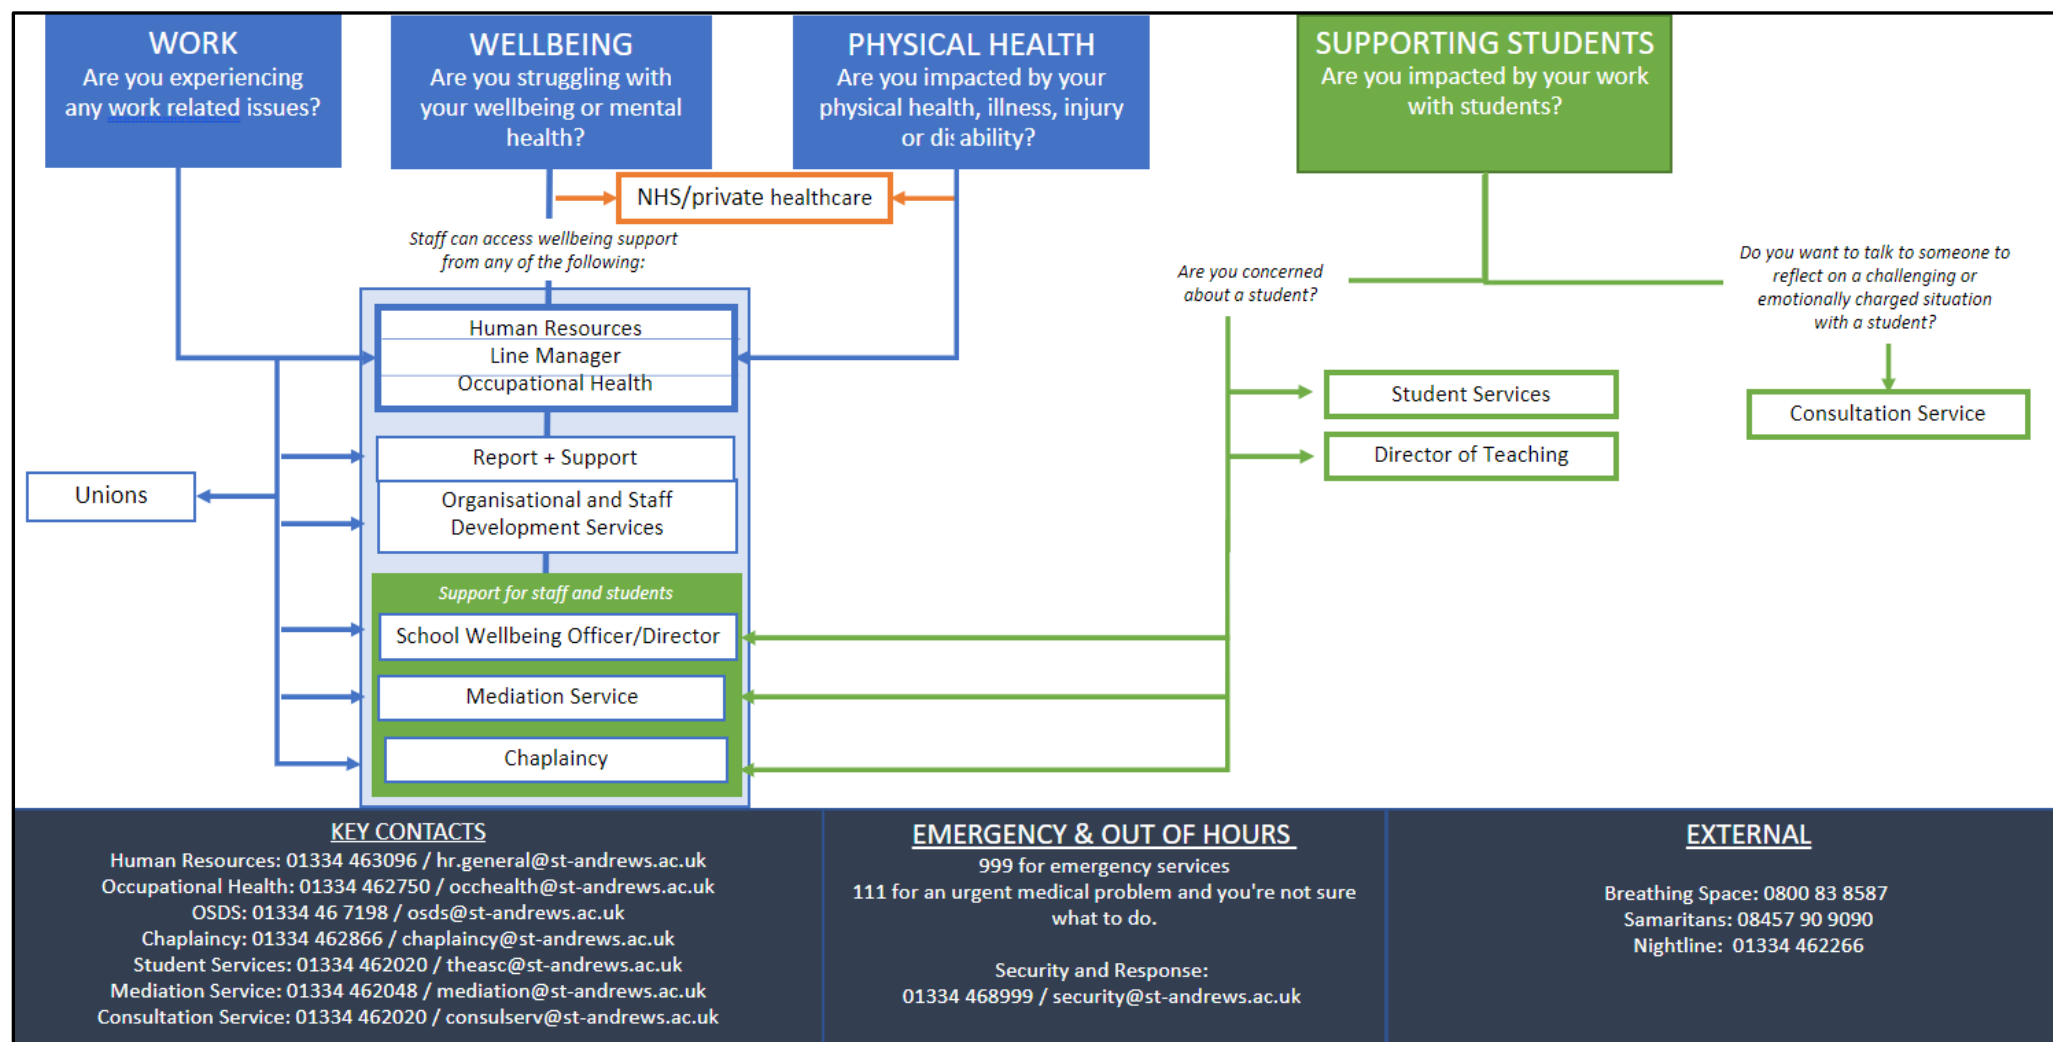 WORK
Are you experiencing
any work related issues?
WELLBEING
Are you struggling with
your wellbeing or mental
health?
PHYSICAL HEALTH
Are you impacted by your
physical health, illness, injury
or disability?
SUPPORTING STUDENTS
Are you impacted by your work
with students?
NHS/private healthcare
Staff can access wellbeing support
from any of the following:
Human Resources
Line Manager
Occupational Health
Report + Support
Organisational and Staff
Development Services
Unions
Support for staff and students
School Wellbeing Officer/Director
Mediation Service
Chaplaincy
Are you concerned
about a student?
Student Services
Director of Teaching
Do you want to talk to someone to
reflect on a challenging or
emotionally charged situation
with a student?
Consultation Service
KEY CONTACTS
Human Resources: 01334 463096 / hr.general@st-andrews.ac.uk
Occupational Health: 01334 462750 / occhealth@st-andrews.ac.uk
OSDS: 01334 46 7198 / osds@st-andrews.ac.uk
Chaplaincy: 01334 462866 / chaplaincy@st-andrews.ac.uk
Student Services: 01334 462020 / theasc@st-andrews.ac.uk
Mediation Service: 01334 462048 / mediation@st-andrews.ac.uk
Consultation Service: 01334 462020 / consulserv@st-andrews.ac.uk
EMERGENCY & OUT OF HOURS
999 for emergency services
111 for an urgent medical problem and you're not sure
what to do.
Security and Response:
01334 468999 / security@st-andrews.ac.uk
EXTERNAL
Breathing Space: 0800 83 8587
Samaritans: 08457 90 9090
Nightline: 01334 462266